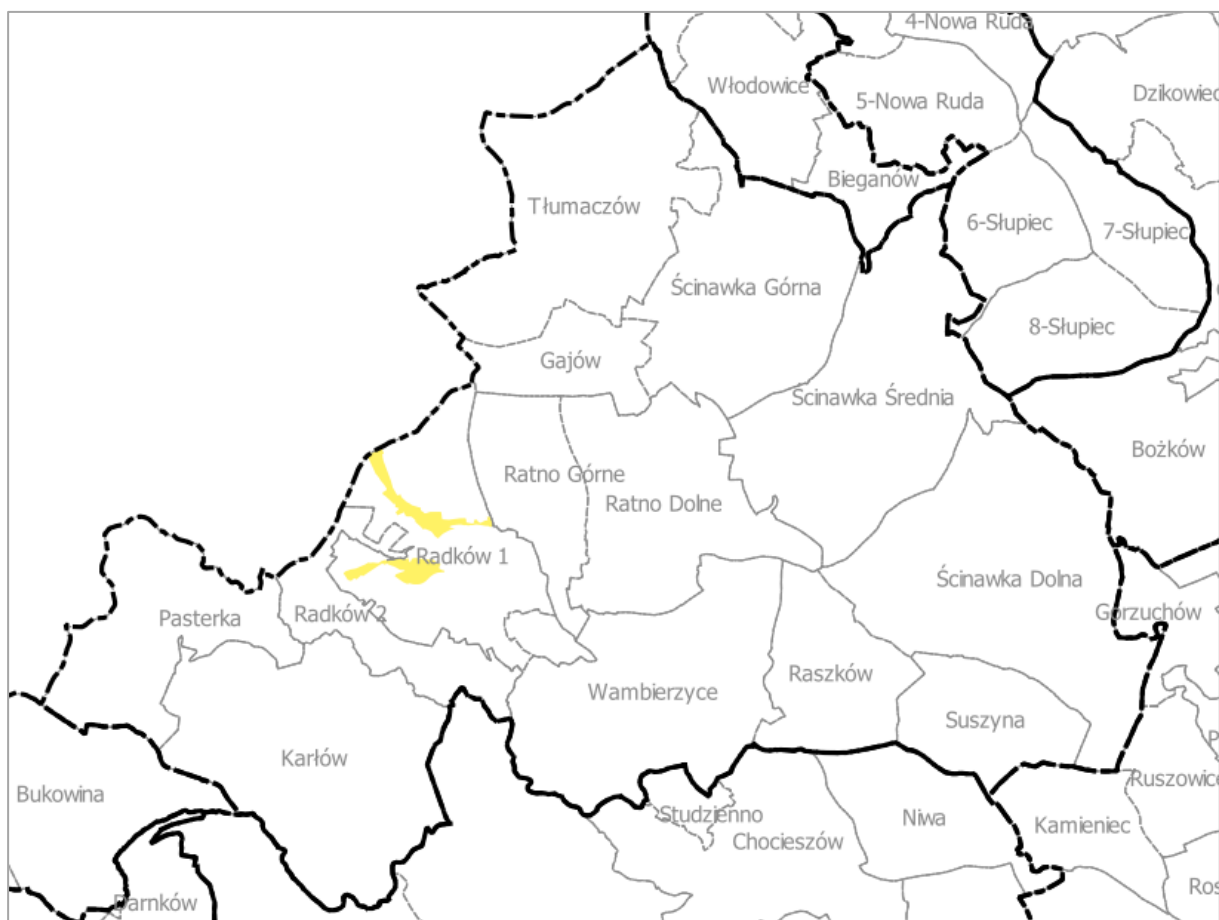 4-Nowa Ruda
Włodowice
5-Nowa Ruda
Dzikowiec
Bieganów
Tłumaczów
6-Słupiec
7-Słupiec
Ścinawka Górna
8-Słupiec
Gajów
Ścinawka Średnia
Bożków
Ratno Górne
Ratno Dolne
Radków 1
Ścinawka Dolna
Gorzuchów
Pasterka
Radków 2
Raszków
Wambierzyce
Suszyna
Karłów
Ruszowice
Bukowina
Studzienno
Chocieszów
Niwa
Kamieniec
Darnków